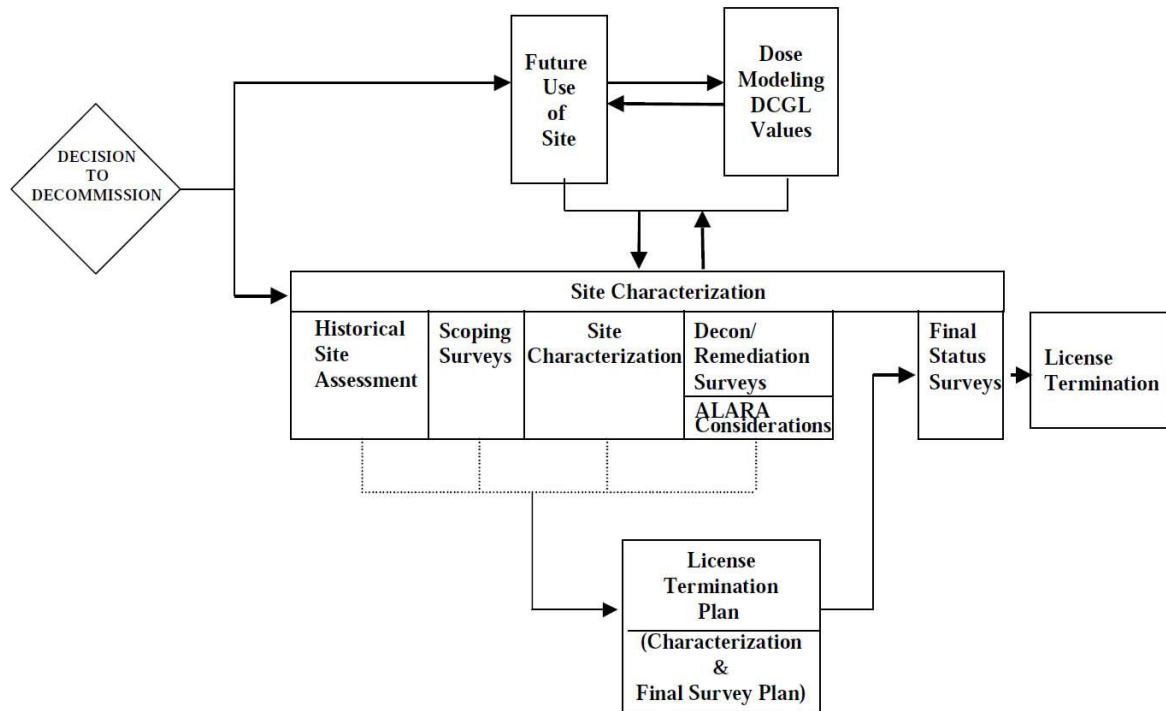 Future
Use
of
Site
Dose
Modeling
DCGL
Values
DECISION
TO
DECOMMISSION
Site Characterization
Historical
Site
Assessment
Scoping
Surveys
Site
Characterization
Decon/
Remediation
Surveys
ALARA
Considerations
Final
Status
Surveys
License
Termination
License
Termination
Plan
(Characterization
&
Final Survey Plan)